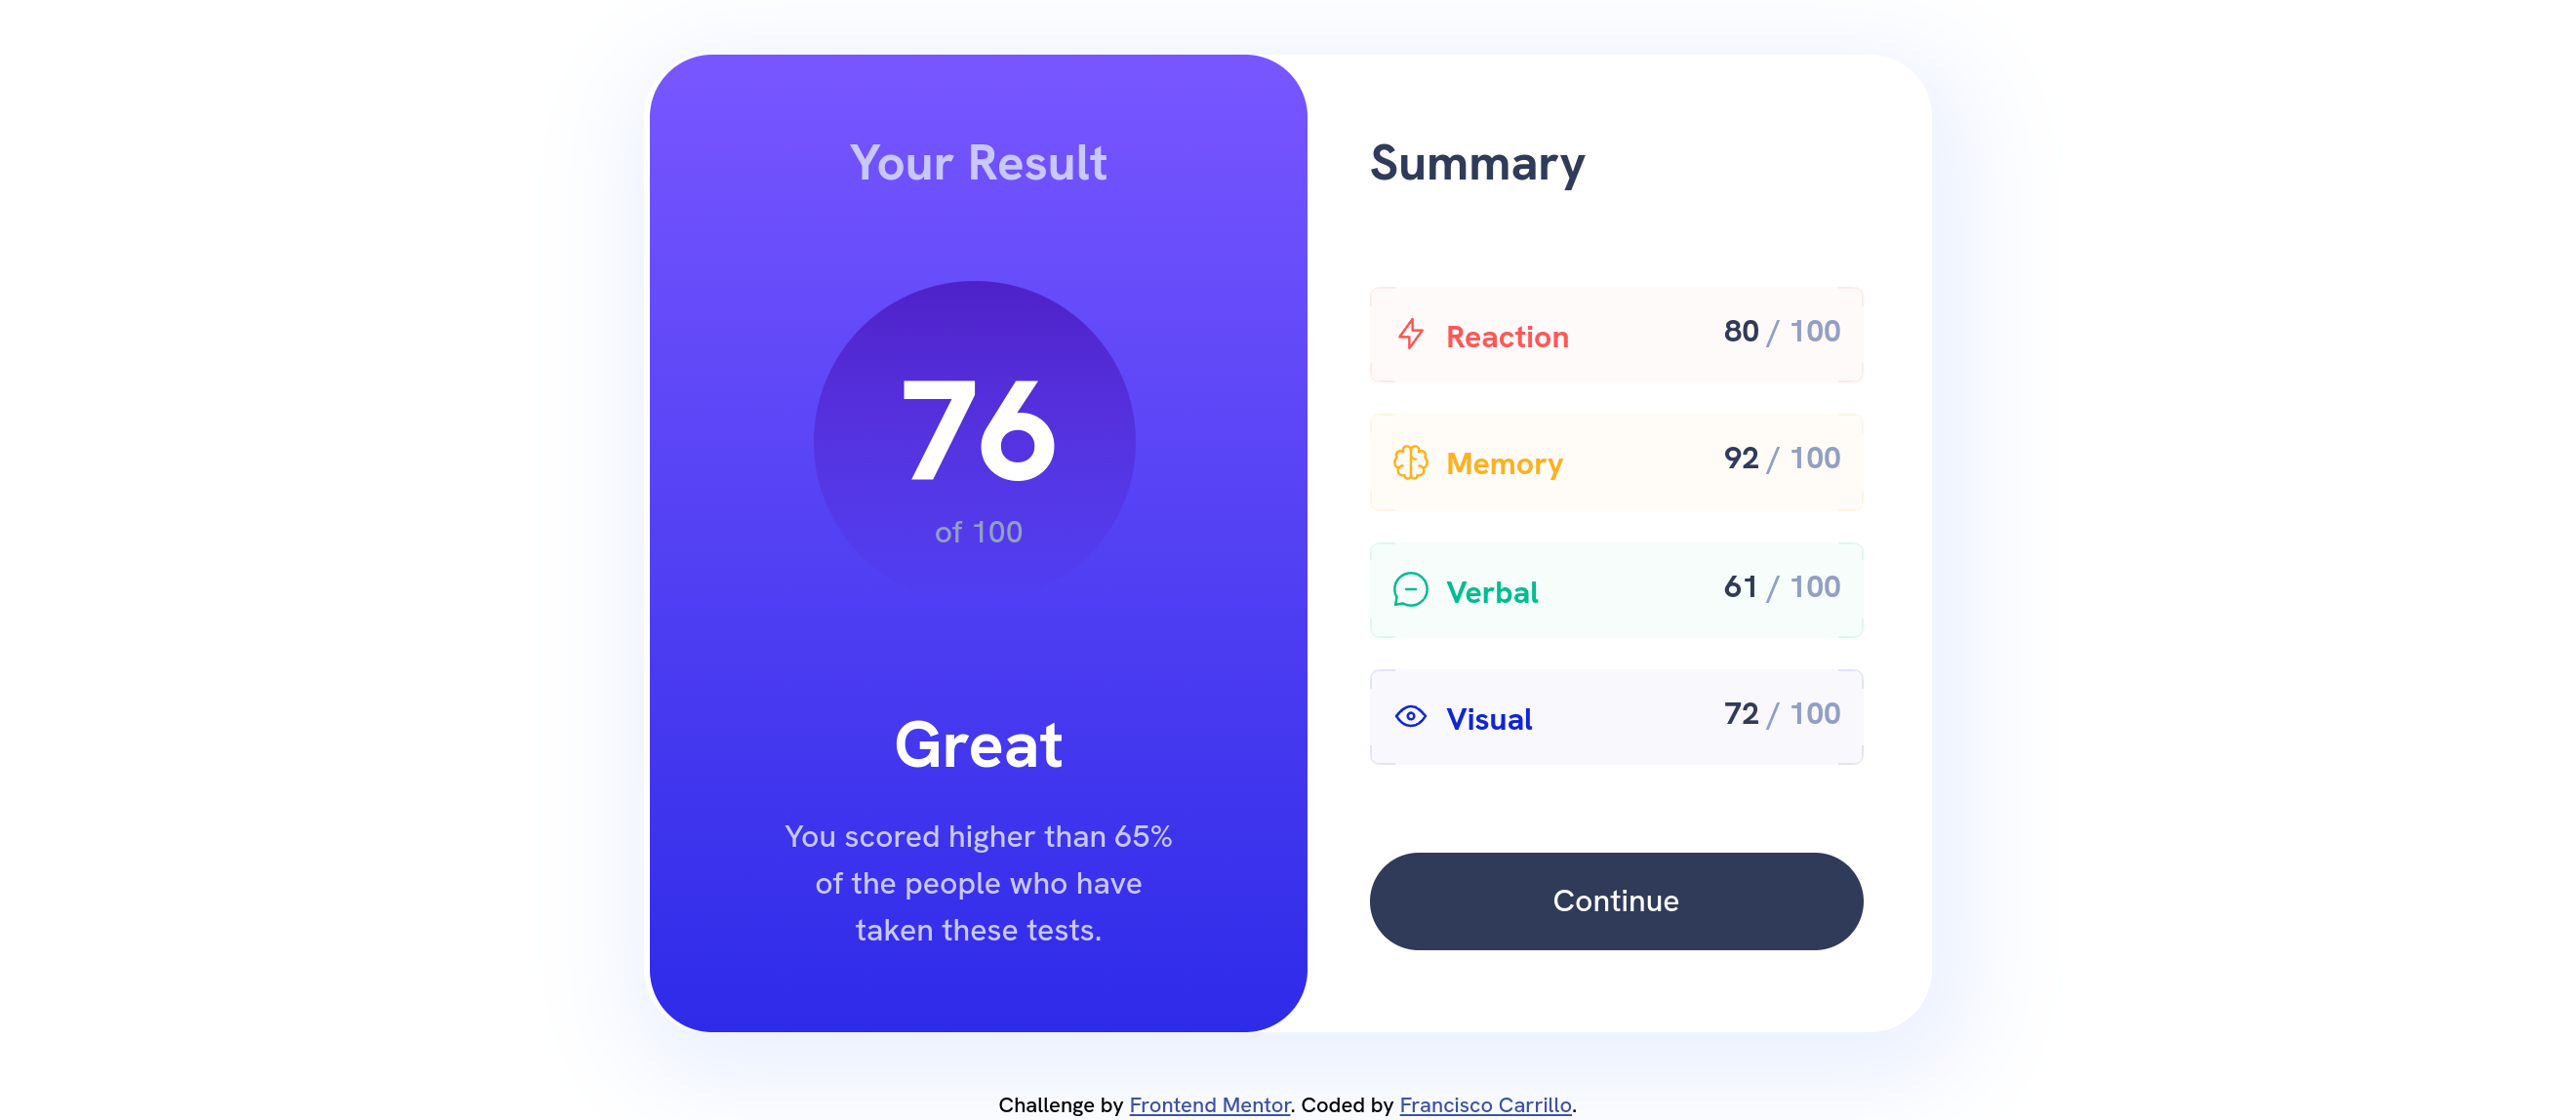 Your Result
76
of 100
Great
You scored higher than 65%
of the people who have
taken these tests.
Summary
Reaction 80 / 100
Memory 92 / 100
Verbal 61 / 100
Visual 72 / 100
Continue
Challenge by Frontend Mentor. Coded by Francisco Carrillo.